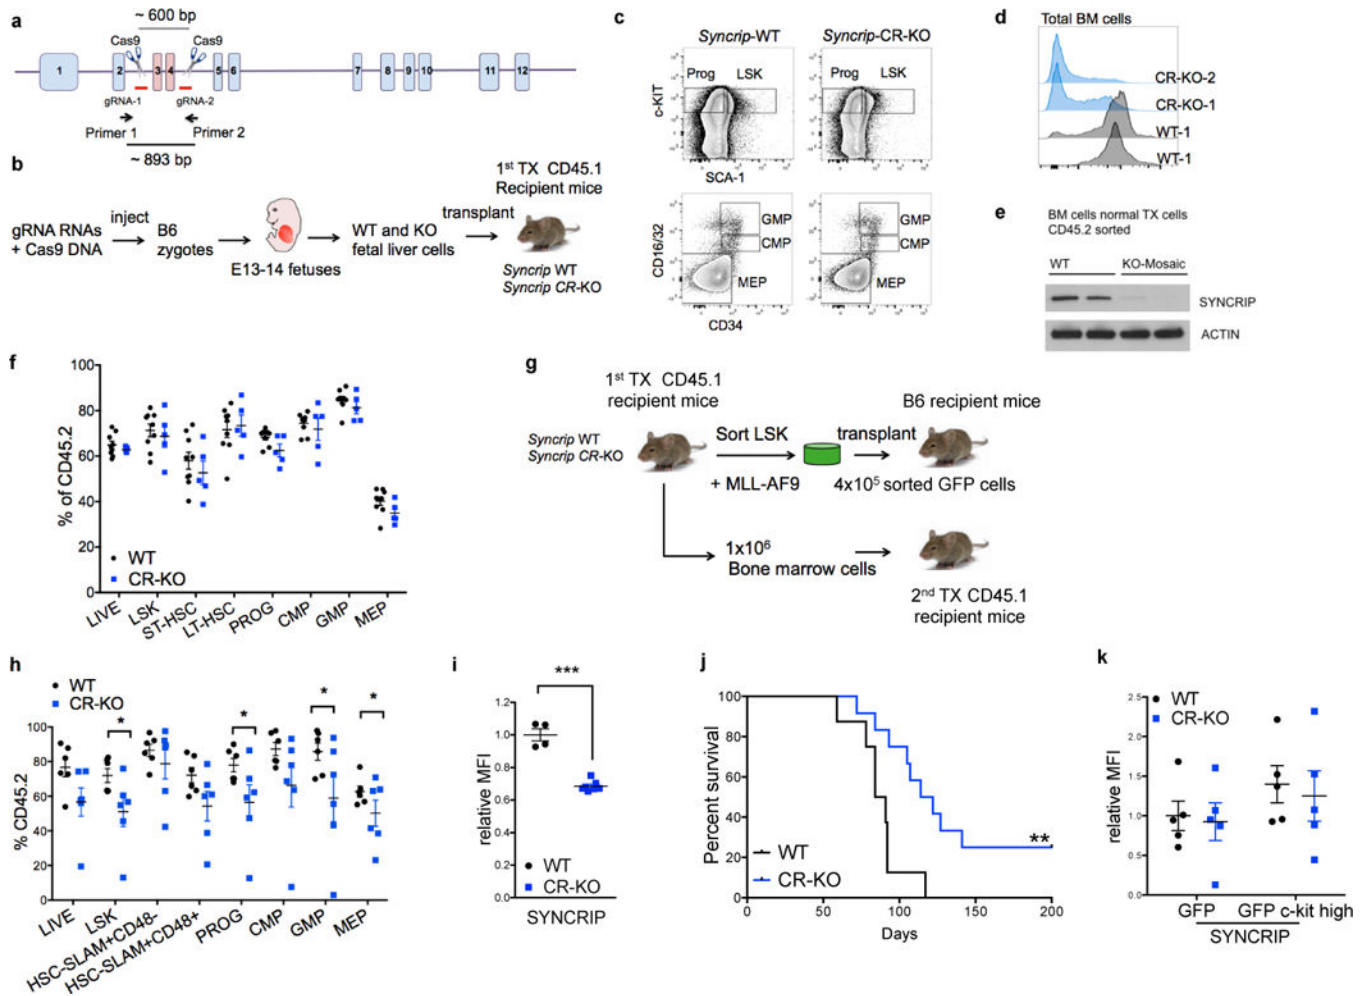 a
~ 600 bp
Cas9
Cas9
1
2
3
4
5
6
7
8
9
10
11
12
gRNA-1
gRNA-2
Primer 1
Primer 2
~ 893 bp
b
gRNA RNAs
+ Cas9 DNA
inject
B6
zygotes
E13-14 fetuses
WT and KO
fetal liver cells
transplant
1st TX CD45.1
Recipient mice
Syncrip WT
Syncrip CR-KO
c
Syncrip-WT
Syncrip-CR-KO
Prog
LSK
Prog
LSK
c-KIT
SCA-1
GMP
CMP
MEP
GMP
CMP
MEP
CD16/32
CD34
d
Total BM cells
CR-KO-2
CR-KO-1
WT-1
WT-1
e
BM cells normal TX cells
CD45.2 sorted
WT
KO-Mosaic
SYNCRIP
ACTIN
f
% of CD45.2
100
80
60
40
20
0
WT
CR-KO
LIVE
LSK
ST-HSC
LT-HSC
PROG
CMP
GMP
MEP
g
1st TX CD45.1
recipient mice
Syncrip WT
Syncrip CR-KO
Sort LSK
+ MLL-AF9
transplant
4x10⁵ sorted GFP cells
B6 recipient mice
1x10⁶
Bone marrow cells
2nd TX CD45.1
recipient mice
h
WT
CR-KO
% CD45.2
100
80
60
40
20
0
*
*
*
*
LIVE
LSK
HSC-SLAM+CD48-
HSC-SLAM+CD48+
PROG
CMP
GMP
MEP
i
***
relative MFI
1.2
1.0
0.8
0.6
0.4
0.2
0.0
WT
CR-KO
SYNCRIP
j
Percent survival
100
80
60
40
20
0
WT
CR-KO
**
0
50
100
150
200
Days
k
WT
CR-KO
relative MFI
2.5
2.0
1.5
1.0
0.5
0.0
GFP
GFP c-kit high
SYNCRIP